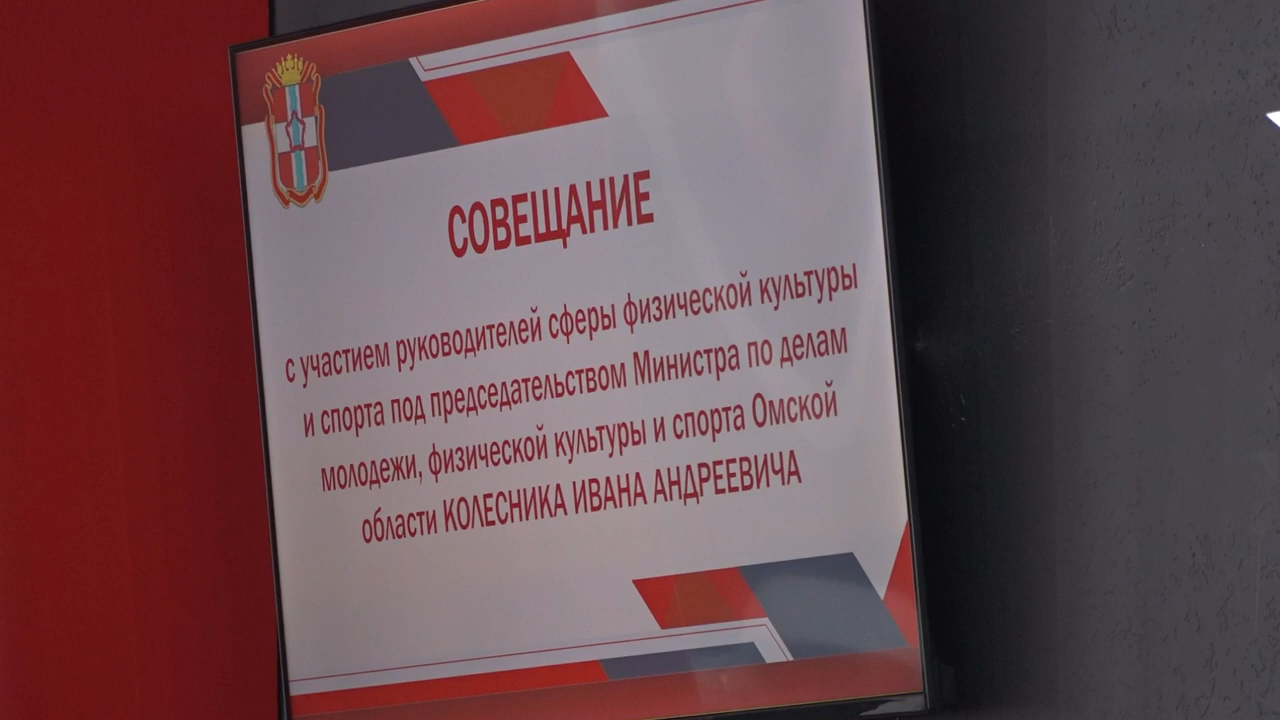 СОВЕЩАНИЕ
с участием руководителей сферы физической культуры
и спорта под председательством Министра по делам
молодежи, физической культуры и спорта Омской
области КОЛЕСНИКА ИВАНА АНДРЕЕВИЧА